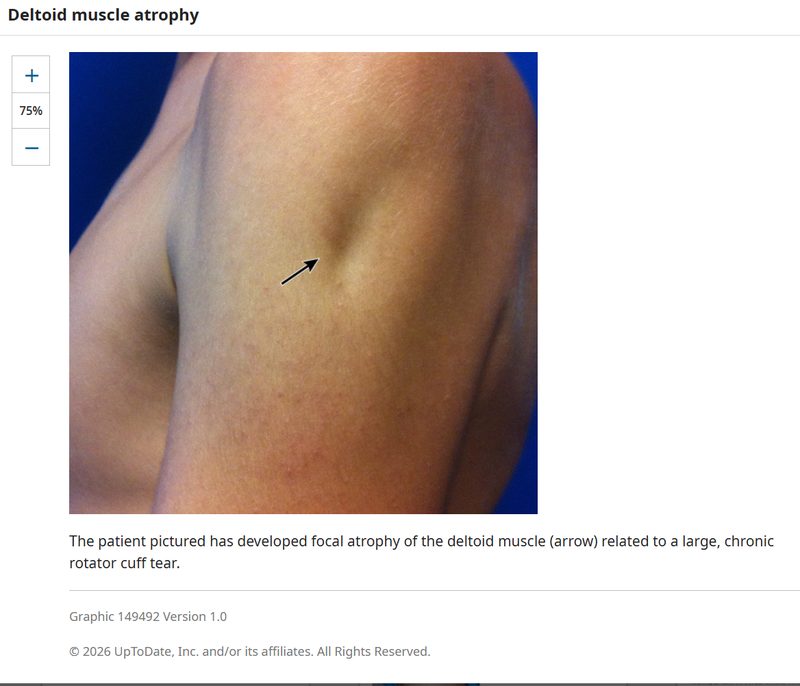 Deltoid muscle atrophy
+
75%
−
The patient pictured has developed focal atrophy of the deltoid muscle (arrow) related to a large, chronic
rotator cuff tear.
Graphic 149492 Version 1.0
© 2026 UpToDate, Inc. and/or its affiliates. All Rights Reserved.